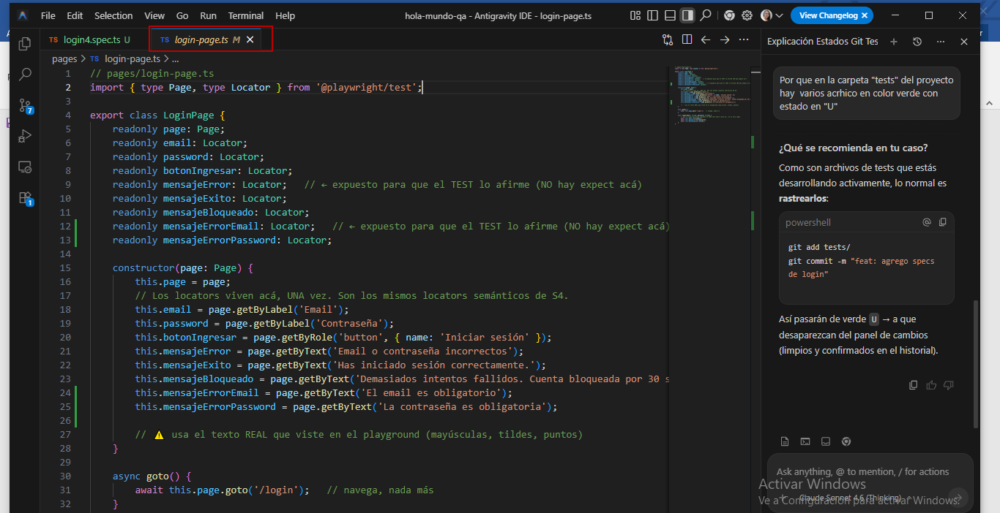 File Edit Selection View Go Run Terminal Help
hola-mundo-qa - Antigravity IDE - login-page.ts
View Changelog ×
TS login4.spec.ts U
TS login-page.ts M ×
Explicación Estados Git Tes
pages > TS login-page.ts > ...
1 // pages/login-page.ts
2 import { type Page, type Locator } from '@playwright/test';
3
4 export class LoginPage {
5 readonly page: Page;
6 readonly email: Locator;
7 readonly password: Locator;
8 readonly botonIngresar: Locator;
9 readonly mensajeError: Locator; // ← expuesto para que el TEST lo afirme (NO hay expect acá)
10 readonly mensajeExito: Locator;
11 readonly mensajeBloqueado: Locator;
12 readonly mensajeErrorEmail: Locator; // ← expuesto para que el TEST lo afirme (NO hay expect acá)
13 readonly mensajeErrorPassword: Locator;
14
15 constructor(page: Page) {
16 this.page = page;
17 // Los locators viven acá, UNA vez. Son los mismos locators semánticos de S4.
18 this.email = page.getByLabel('Email');
19 this.password = page.getByLabel('Contraseña');
20 this.botonIngresar = page.getByRole('button', { name: 'Iniciar sesión' });
21 this.mensajeError = page.getByText('Email o contraseña incorrectos');
22 this.mensajeExito = page.getByText('Has iniciado sesión correctamente.');
23 this.mensajeBloqueado = page.getByText('Demasiados intentos fallidos. Cuenta bloqueada por 30 s
24 this.mensajeErrorEmail = page.getByText('El email es obligatorio');
25 this.mensajeErrorPassword = page.getByText('La contraseña es obligatoria');
26
27 // ⚠ usa el texto REAL que viste en el playground (mayúsculas, tildes, puntos)
28 }
29
30 async goto() {
31 await this.page.goto('/login'); // navega, nada más
32 }
7
1
Por que en la carpeta "tests" del proyecto
hay varios acrhico en color verde con
estado en "U"
¿Qué se recomienda en tu caso?
Como son archivos de tests que estás
desarrollando activamente, lo normal es
rastrearlos:
powershell
git add tests/
git commit -m "feat: agrego specs
de login"
Así pasarán de verde U → a que
desaparezcan del panel de cambios
(limpios y confirmados en el historial).
Ask anything, @ to mention, / for actions
Activar Windows
Claude Sonnet 4.6 (Thinking)
Ve a Configuración para activar Windows.